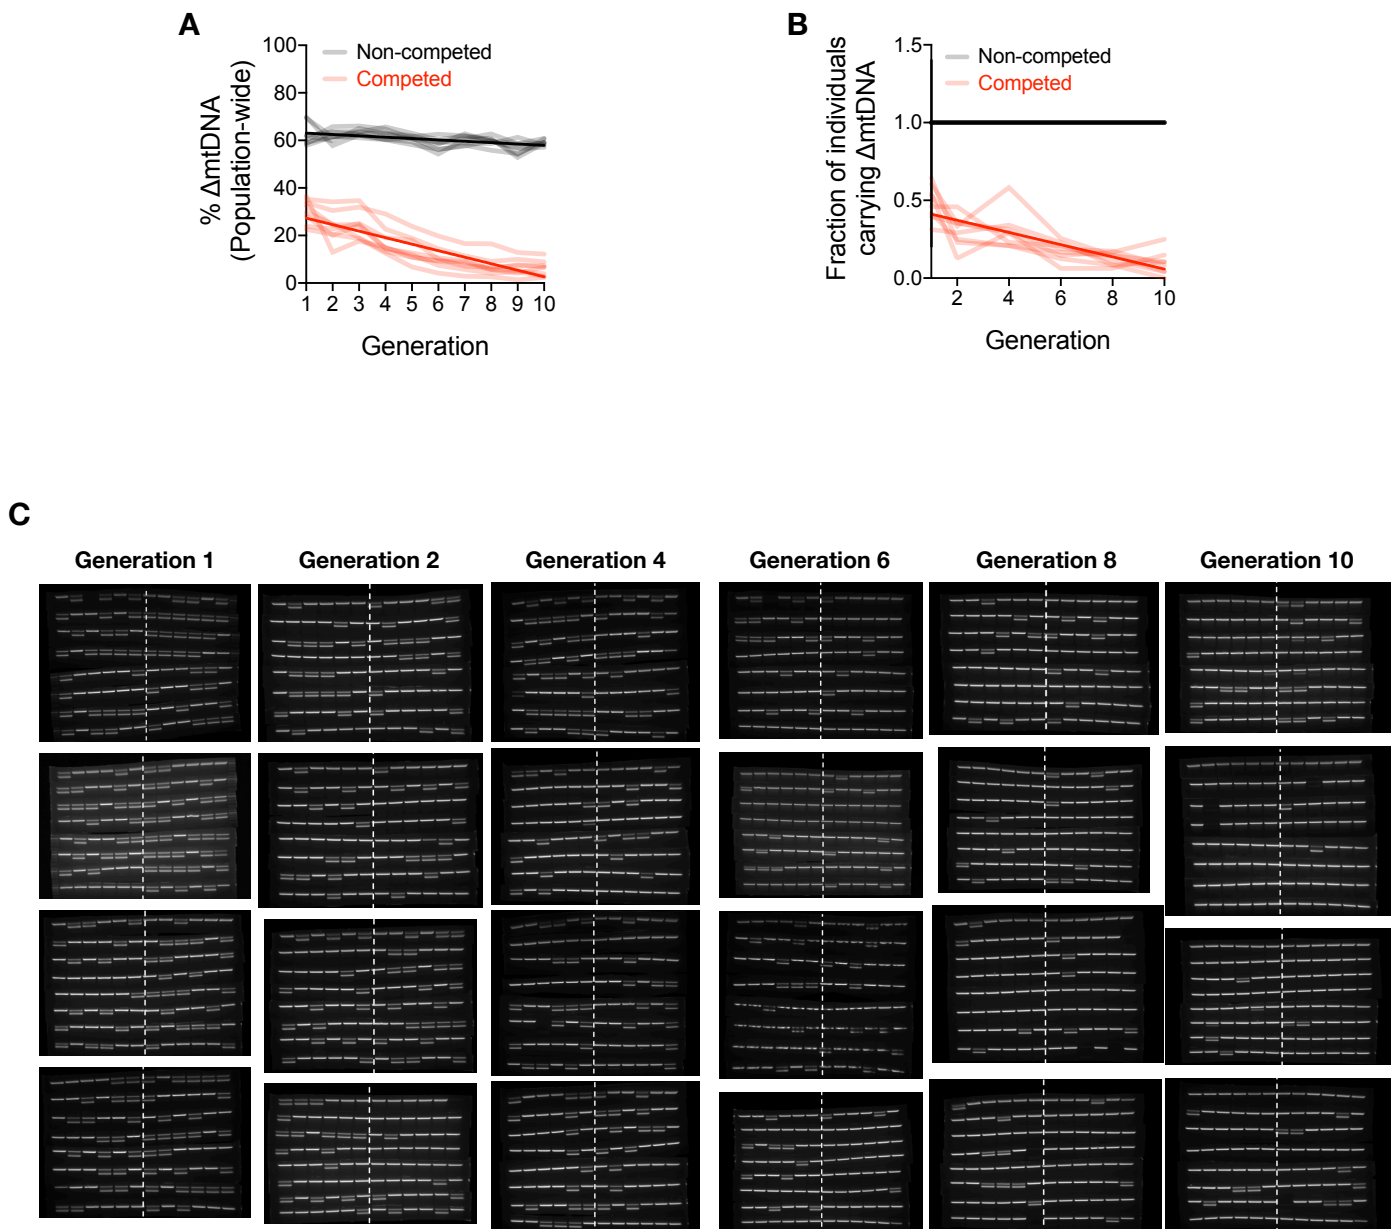 A
% ΔmtDNA
(Population-wide)
100
80
60
40
20
0
Non-competed
Competed
1 2 3 4 5 6 7 8 9 10
Generation
B
Fraction of individuals
carrying ΔmtDNA
1.5
1.0
0.5
0.0
Non-competed
Competed
2 4 6 8 10
Generation
C
Generation 1 Generation 2 Generation 4 Generation 6 Generation 8 Generation 10